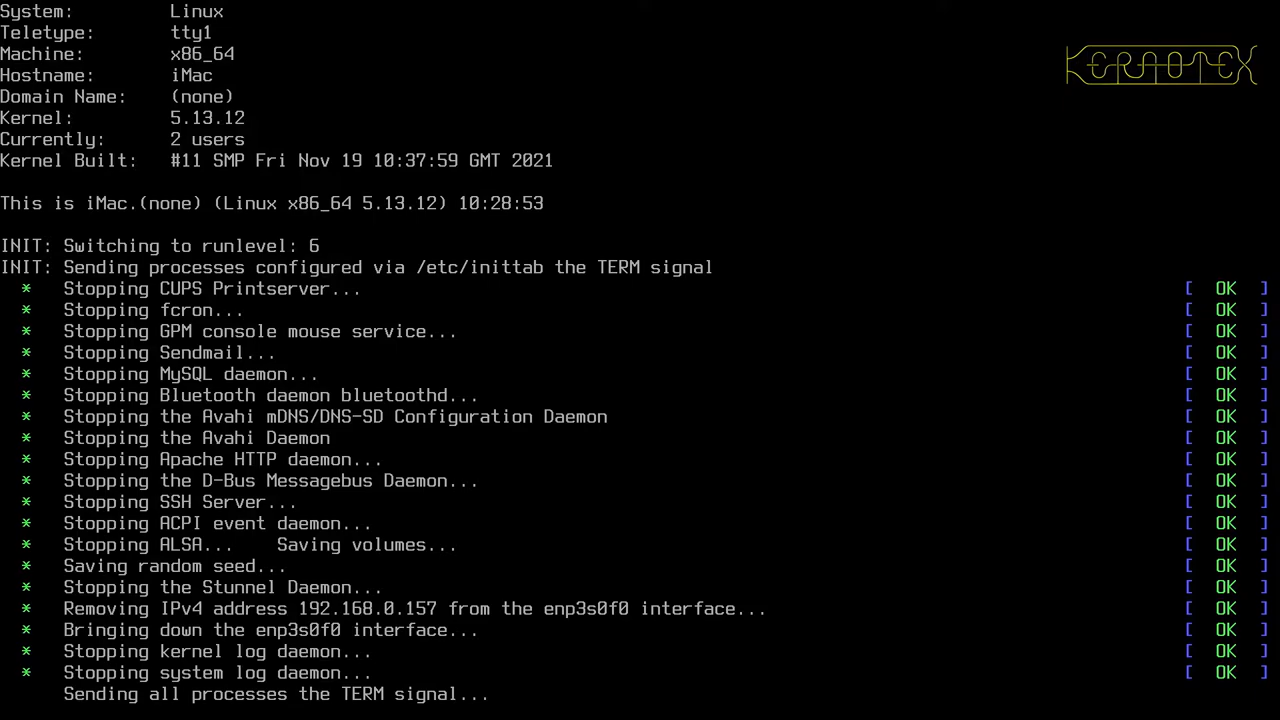 System:     Linux
Teletype:     tty1
Machine:     x86_64
Hostname:     iMac
Domain Name:     (none)
Kernel:     5.13.12
Currently:     2 users
Kernel Built:     #11 SMP Fri Nov 19 10:37:59 GMT 2021
KERAOTEX
This is iMac.(none) (Linux x86_64 5.13.12) 10:28:53
INIT: Switching to runlevel: 6
INIT: Sending processes configured via /etc/inittab the TERM signal
* Stopping CUPS Printserver... [ OK ]
* Stopping fcron... [ OK ]
* Stopping GPM console mouse service... [ OK ]
* Stopping Sendmail... [ OK ]
* Stopping MySQL daemon... [ OK ]
* Stopping Bluetooth daemon bluetoothd... [ OK ]
* Stopping the Avahi mDNS/DNS-SD Configuration Daemon [ OK ]
* Stopping the Avahi Daemon [ OK ]
* Stopping Apache HTTP daemon... [ OK ]
* Stopping the D-Bus Messagebus Daemon... [ OK ]
* Stopping SSH Server... [ OK ]
* Stopping ACPI event daemon... [ OK ]
* Stopping ALSA... Saving volumes... [ OK ]
* Saving random seed... [ OK ]
* Stopping the Stunnel Daemon... [ OK ]
* Removing IPv4 address 192.168.0.157 from the enp3s0f0 interface... [ OK ]
* Bringing down the enp3s0f0 interface... [ OK ]
* Stopping kernel log daemon... [ OK ]
* Stopping system log daemon... [ OK ]
Sending all processes the TERM signal...